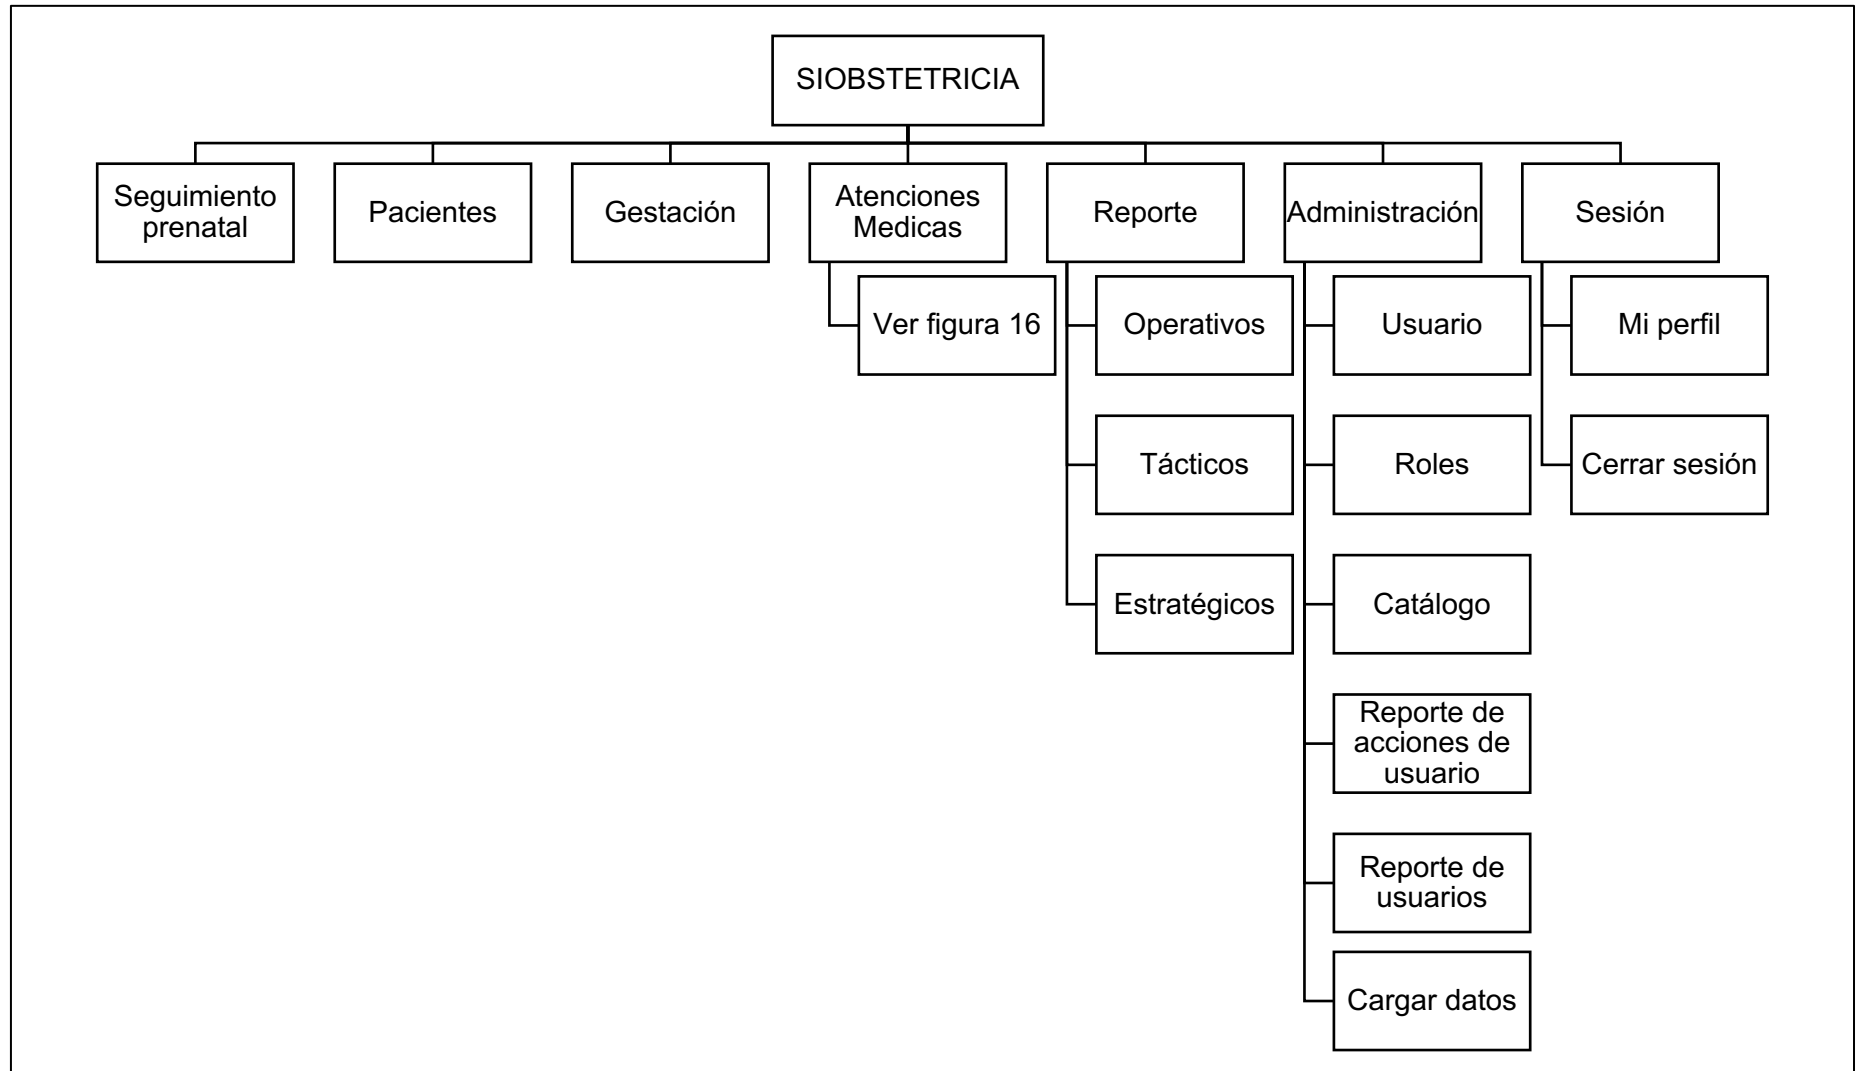 SIOBSTETRICIA
Seguimiento
prenatal
Pacientes
Gestación
Atenciones
Medicas
Reporte
Administración
Sesión
Ver figura 16
Operativos
Usuario
Mi perfil
Tácticos
Roles
Cerrar sesión
Estratégicos
Catálogo
Reporte de
acciones de
usuario
Reporte de
usuarios
Cargar datos